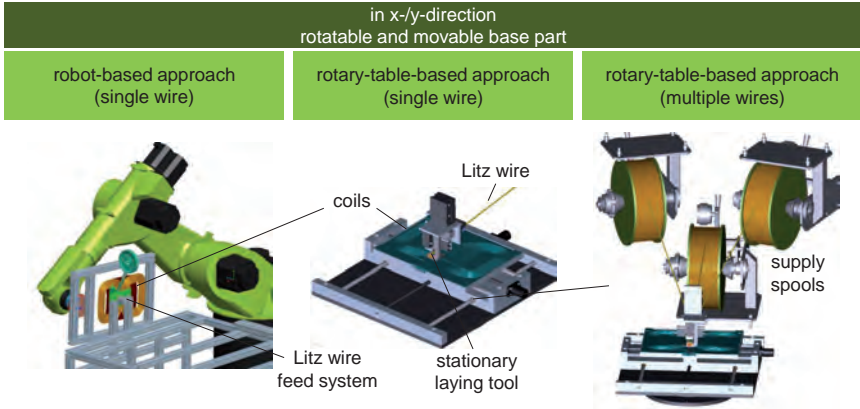 in x-/y-direction
rotatable and movable base part
robot-based approach
(single wire)
rotary-table-based approach
(single wire)
rotary-table-based approach
(multiple wires)
Litz wire
coils
supply
spools
Litz wire
feed system
stationary
laying tool